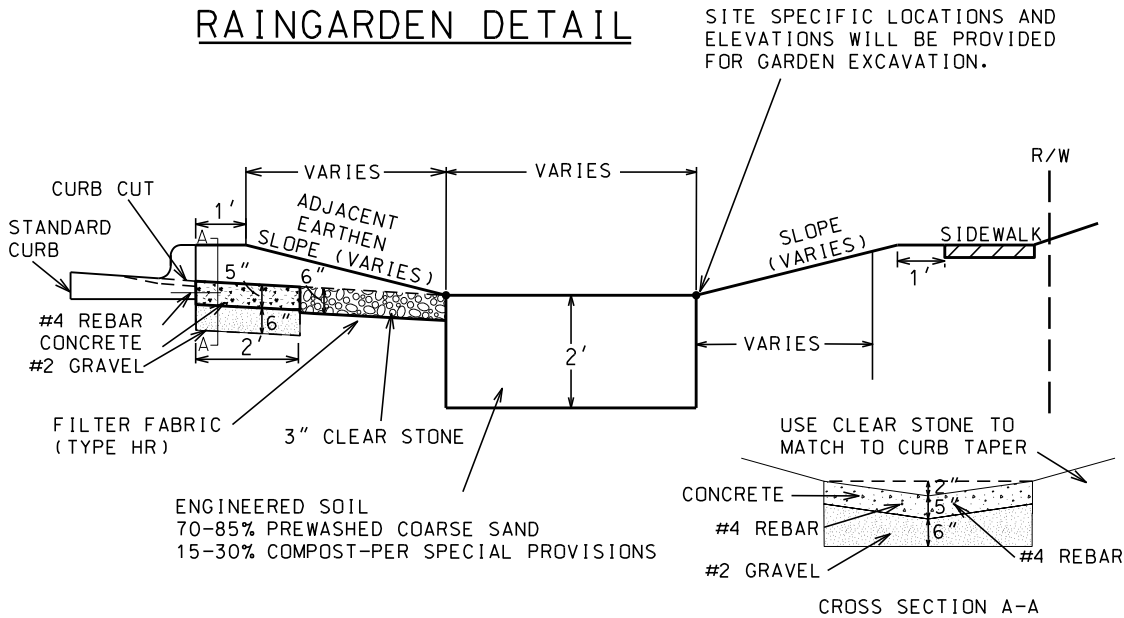 RAINGARDEN DETAIL
SITE SPECIFIC LOCATIONS AND
ELEVATIONS WILL BE PROVIDED
FOR GARDEN EXCAVATION.
R/W
VARIES
VARIES
CURB CUT
1'
ADJACENT
EARTHEN
SLOPE (VARIES)
STANDARD
CURB
A
SLOPE
(VARIES)
SIDEWALK
1'
5"
6"
#4 REBAR
CONCRETE
#2 GRAVEL
6"
A
2'
2'
VARIES
FILTER FABRIC
(TYPE HR)
3" CLEAR STONE
USE CLEAR STONE TO
MATCH TO CURB TAPER
ENGINEERED SOIL
70-85% PREWASHED COARSE SAND
15-30% COMPOST-PER SPECIAL PROVISIONS
CONCRETE
2"
5"
#4 REBAR
6"
#4 REBAR
#2 GRAVEL
CROSS SECTION A-A